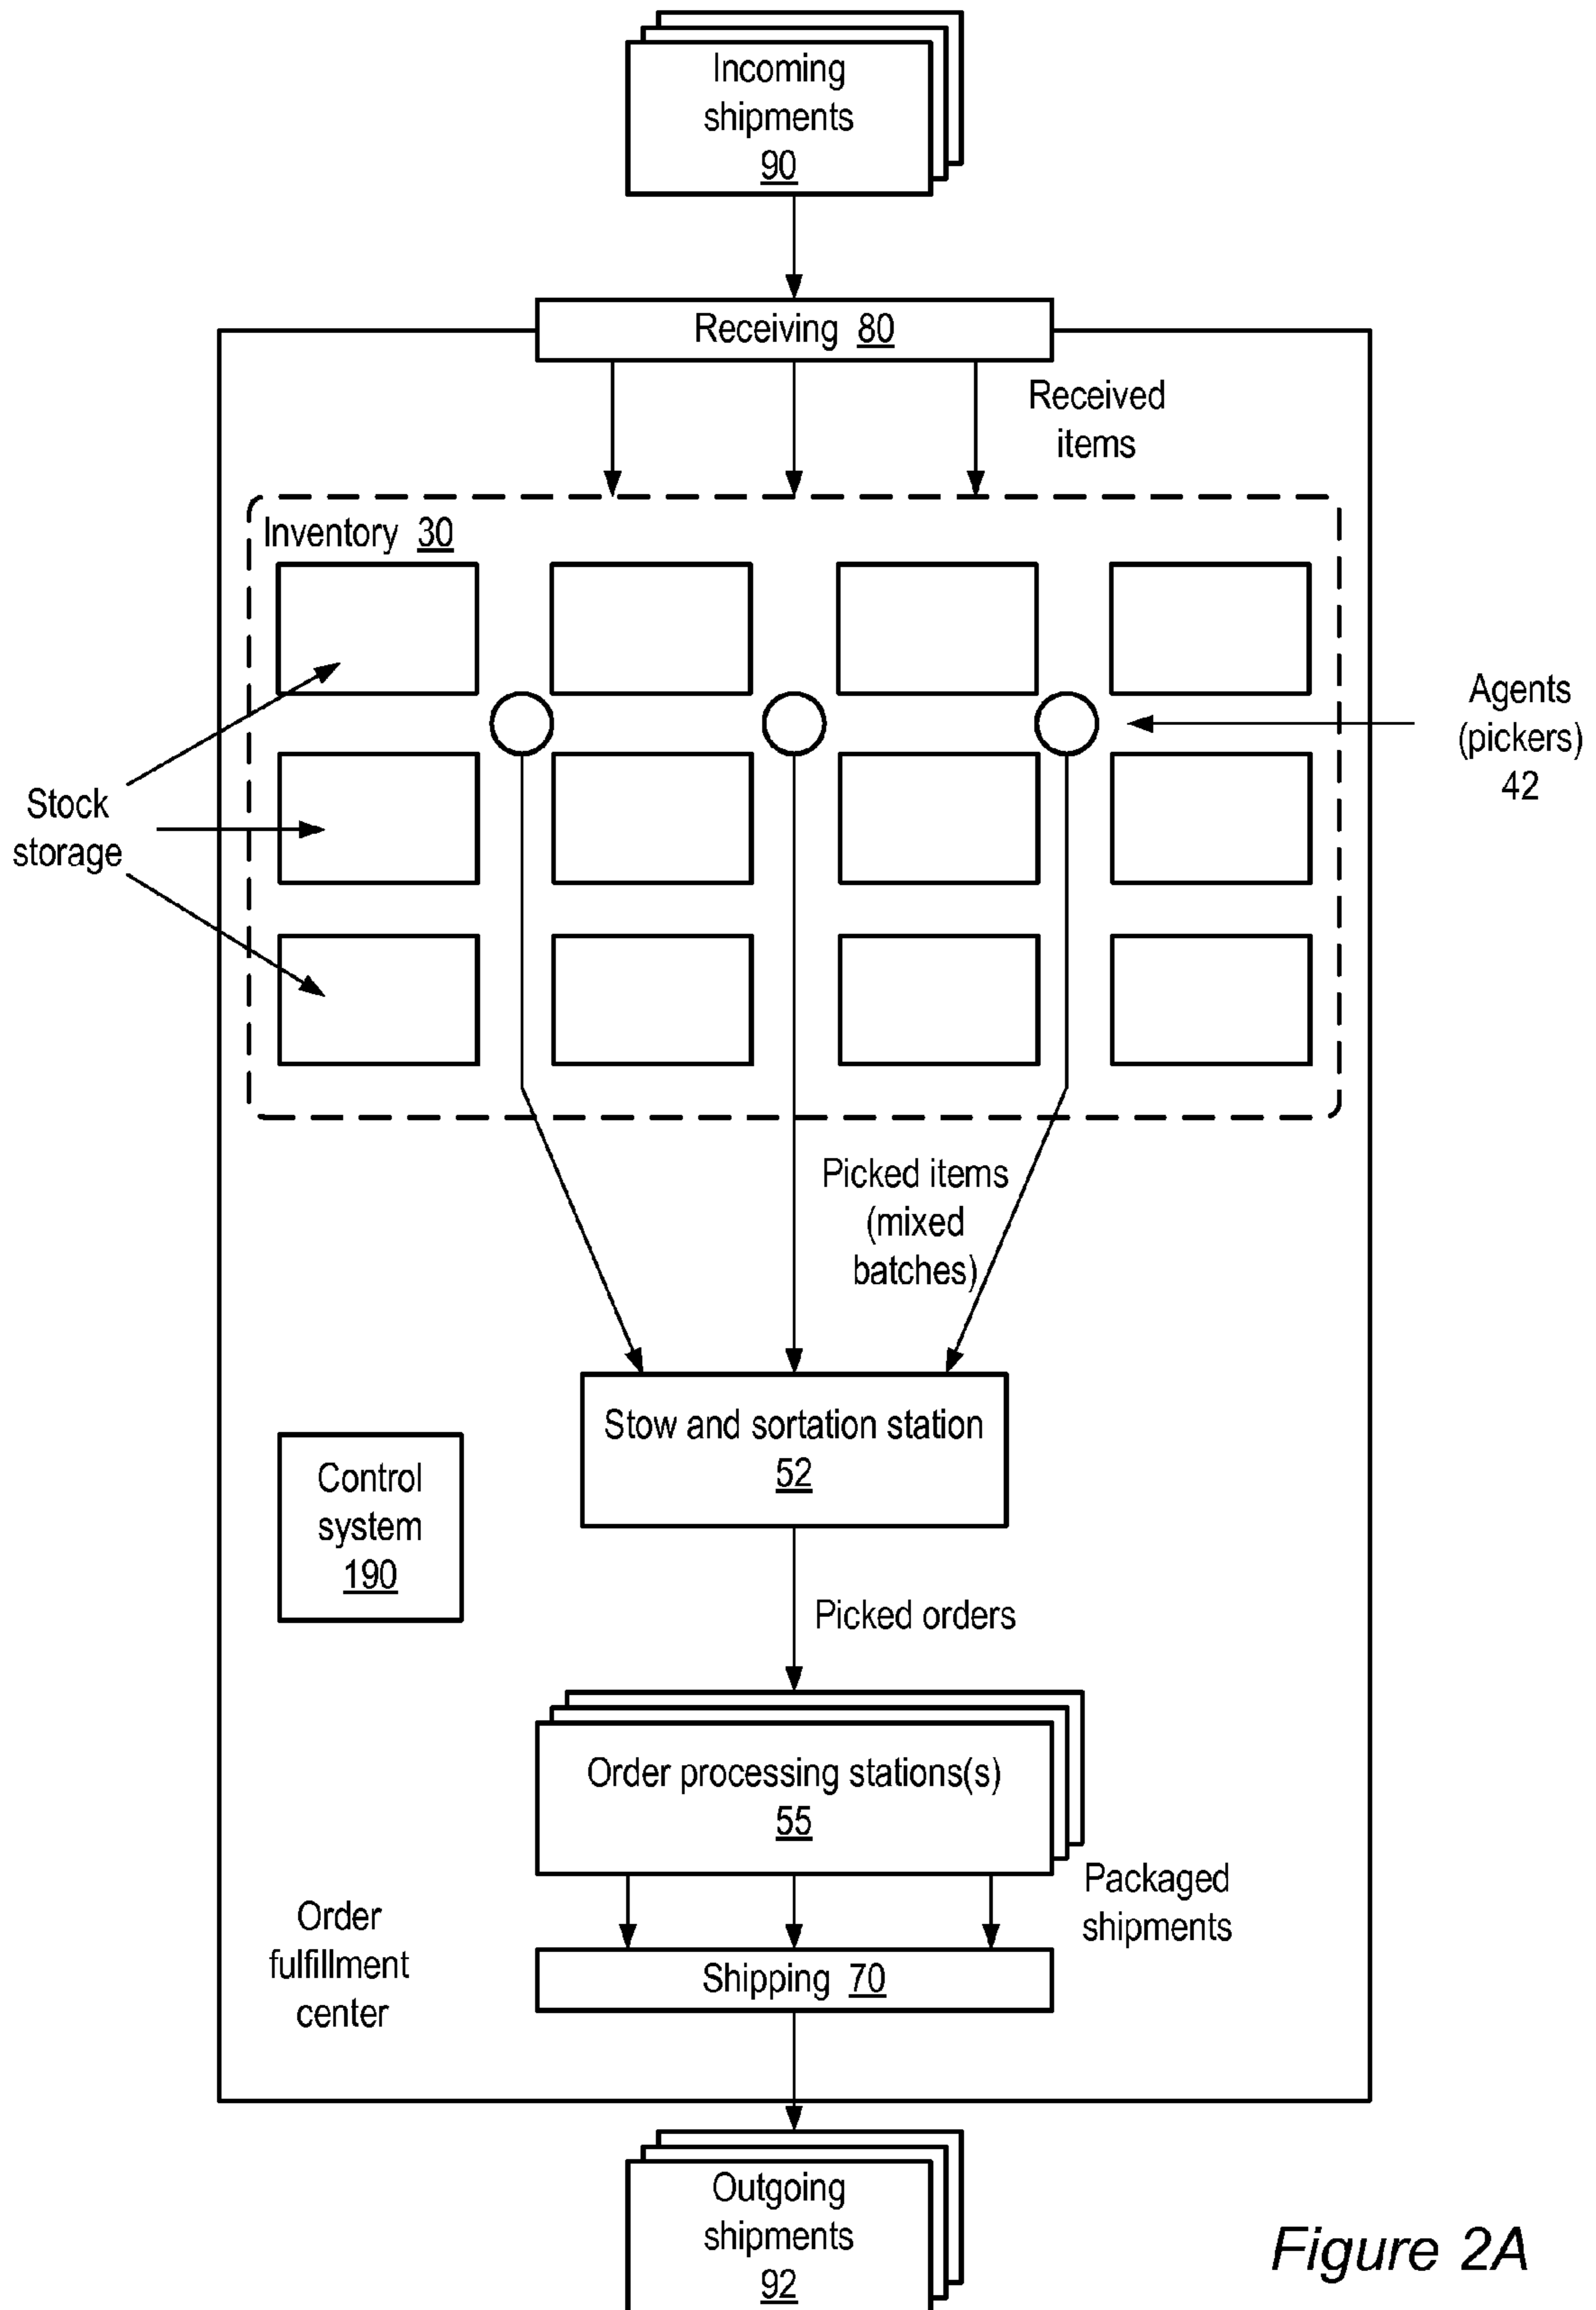 Incoming
shipments
90
Receiving 80
Received
items
Inventory 30
Agents
(pickers)
42
Stock
storage
Picked items
(mixed
batches)
Stow and sortation station
52
Control
system
190
Picked orders
Order processing stations(s)
55
Packaged
shipments
Order
fulfillment
center
Shipping 70
Outgoing
shipments
92
Figure 2A